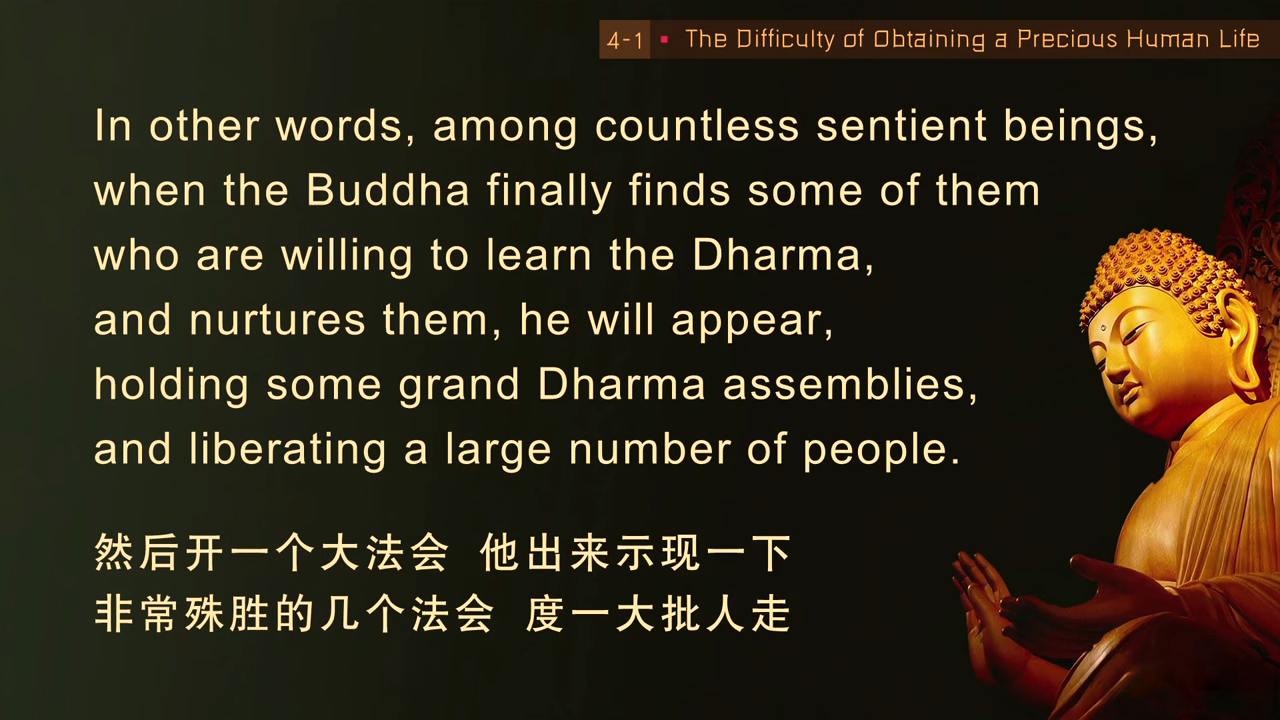 4-1 ▪ The Difficulty of Obtaining a Precious Human Life
In other words, among countless sentient beings,
when the Buddha finally finds some of them
who are willing to learn the Dharma,
and nurtures them, he will appear,
holding some grand Dharma assemblies,
and liberating a large number of people.
然后开一个大法会 他出来示现一下
非常殊胜的几个法会 度一大批人走